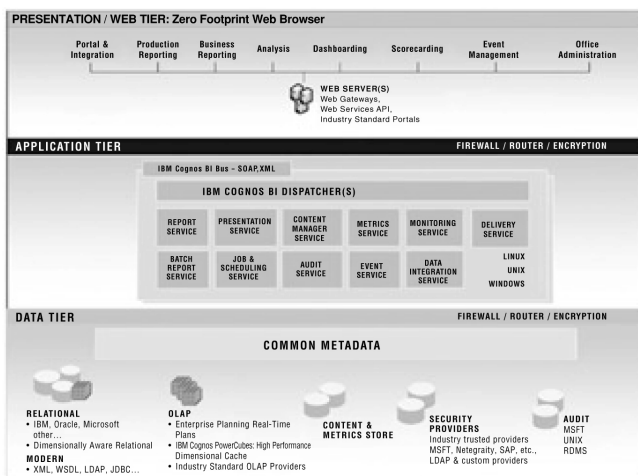 PRESENTATION / WEB TIER: Zero Footprint Web Browser
Portal &
Integration
Production
Reporting
Business
Reporting
Analysis
Dashboarding
Scorecarding
Event
Management
Office
Administration
WEB SERVER(S)
Web Gateways,
Web Services API,
Industry Standard Portals
APPLICATION TIER
FIREWALL / ROUTER / ENCRYPTION
IBM Cognos BI Bus – SOAP,XML
IBM COGNOS BI DISPATCHER(S)
REPORT
SERVICE
PRESENTATION
SERVICE
CONTENT
MANAGER
SERVICE
METRICS
SERVICE
MONITORING
SERVICE
DELIVERY
SERVICE
BATCH
REPORT
SERVICE
JOB &
SCHEDULING
SERVICE
AUDIT
SERVICE
EVENT
SERVICE
DATA
INTEGRATION
SERVICE
LINUX
UNIX
WINDOWS
DATA TIER
FIREWALL / ROUTER / ENCRYPTION
COMMON METADATA
RELATIONAL
• IBM, Oracle, Microsoft
other...
• Dimensionally Aware Relational
MODERN
• XML, WSDL, LDAP, JDBC...
OLAP
• Enterprise Planning Real-Time
Plans
• IBM Cognos PowerCubes: High Performance
Dimensional Cache
• Industry Standard OLAP Providers
CONTENT &
METRICS STORE
SECURITY
PROVIDERS
Industry trusted providers
MSFT, Netegraity, SAP, etc.,
LDAP & custom providers
AUDIT
MSFT
UNIX
RDMS